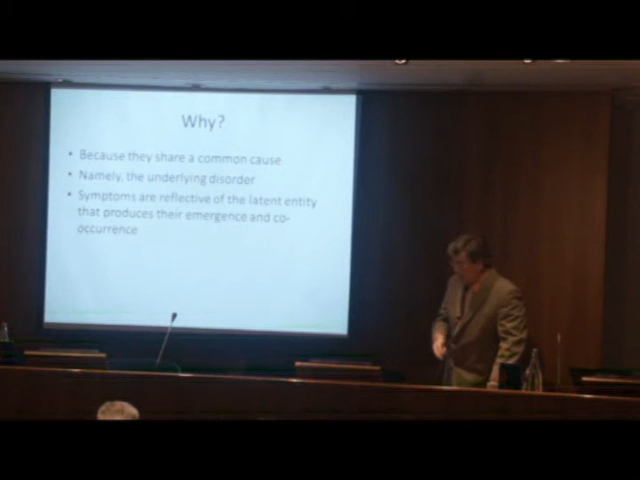 Why?
• Because they share a common cause
• Namely, the underlying disorder
• Symptoms are reflective of the latent entity
that produces their emergence and co-
occurrence